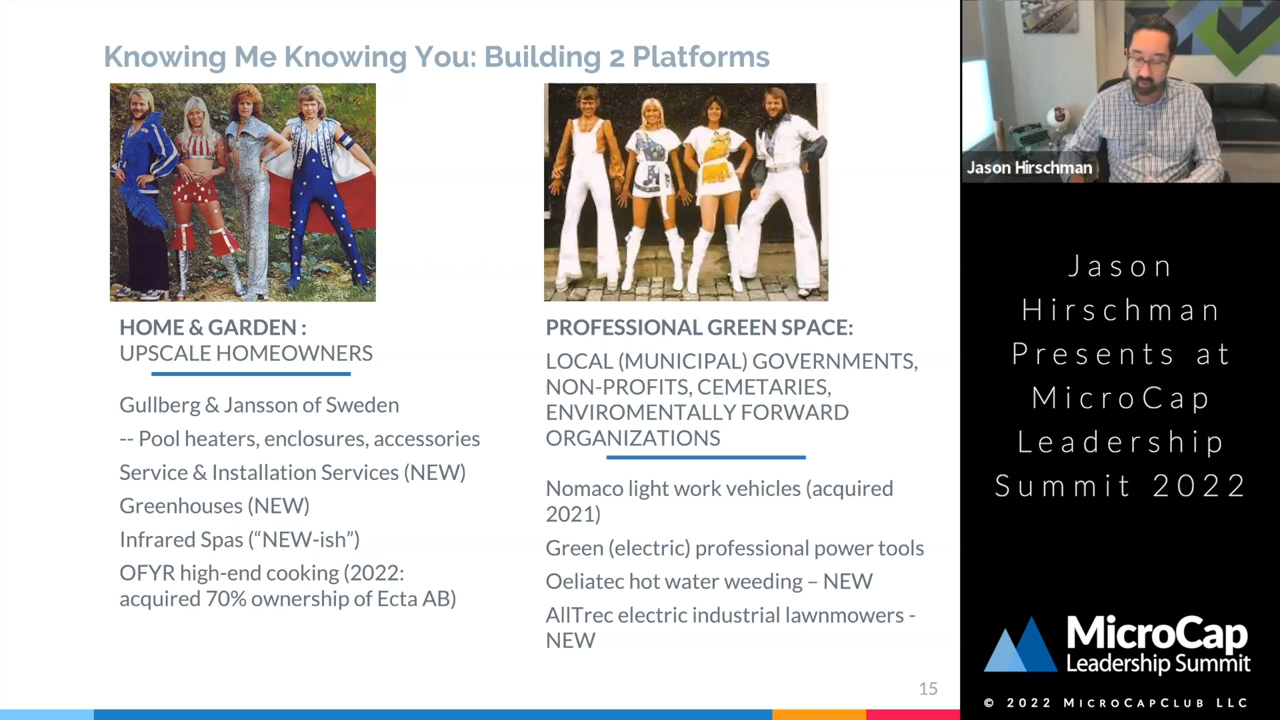 Knowing Me Knowing You: Building 2 Platforms
HOME & GARDEN :
UPSCALE HOMEOWNERS
Gullberg & Jansson of Sweden
-- Pool heaters, enclosures, accessories
Service & Installation Services (NEW)
Greenhouses (NEW)
Infrared Spas (“NEW-ish”)
OFYR high-end cooking (2022:
acquired 70% ownership of Ecta AB)
PROFESSIONAL GREEN SPACE:
LOCAL (MUNICIPAL) GOVERNMENTS,
NON-PROFITS, CEMETARIES,
ENVIROMENTALLY FORWARD
ORGANIZATIONS
Nomaco light work vehicles (acquired
2021)
Green (electric) professional power tools
Oeliatec hot water weeding – NEW
AllTrec electric industrial lawnmowers -
NEW
15
Jason Hirschman
Jason
Hirschman
Presents at
MicroCap
Leadership
Summit 2022
MicroCap
Leadership Summit
© 2022 MICROCAPCLUB LLC